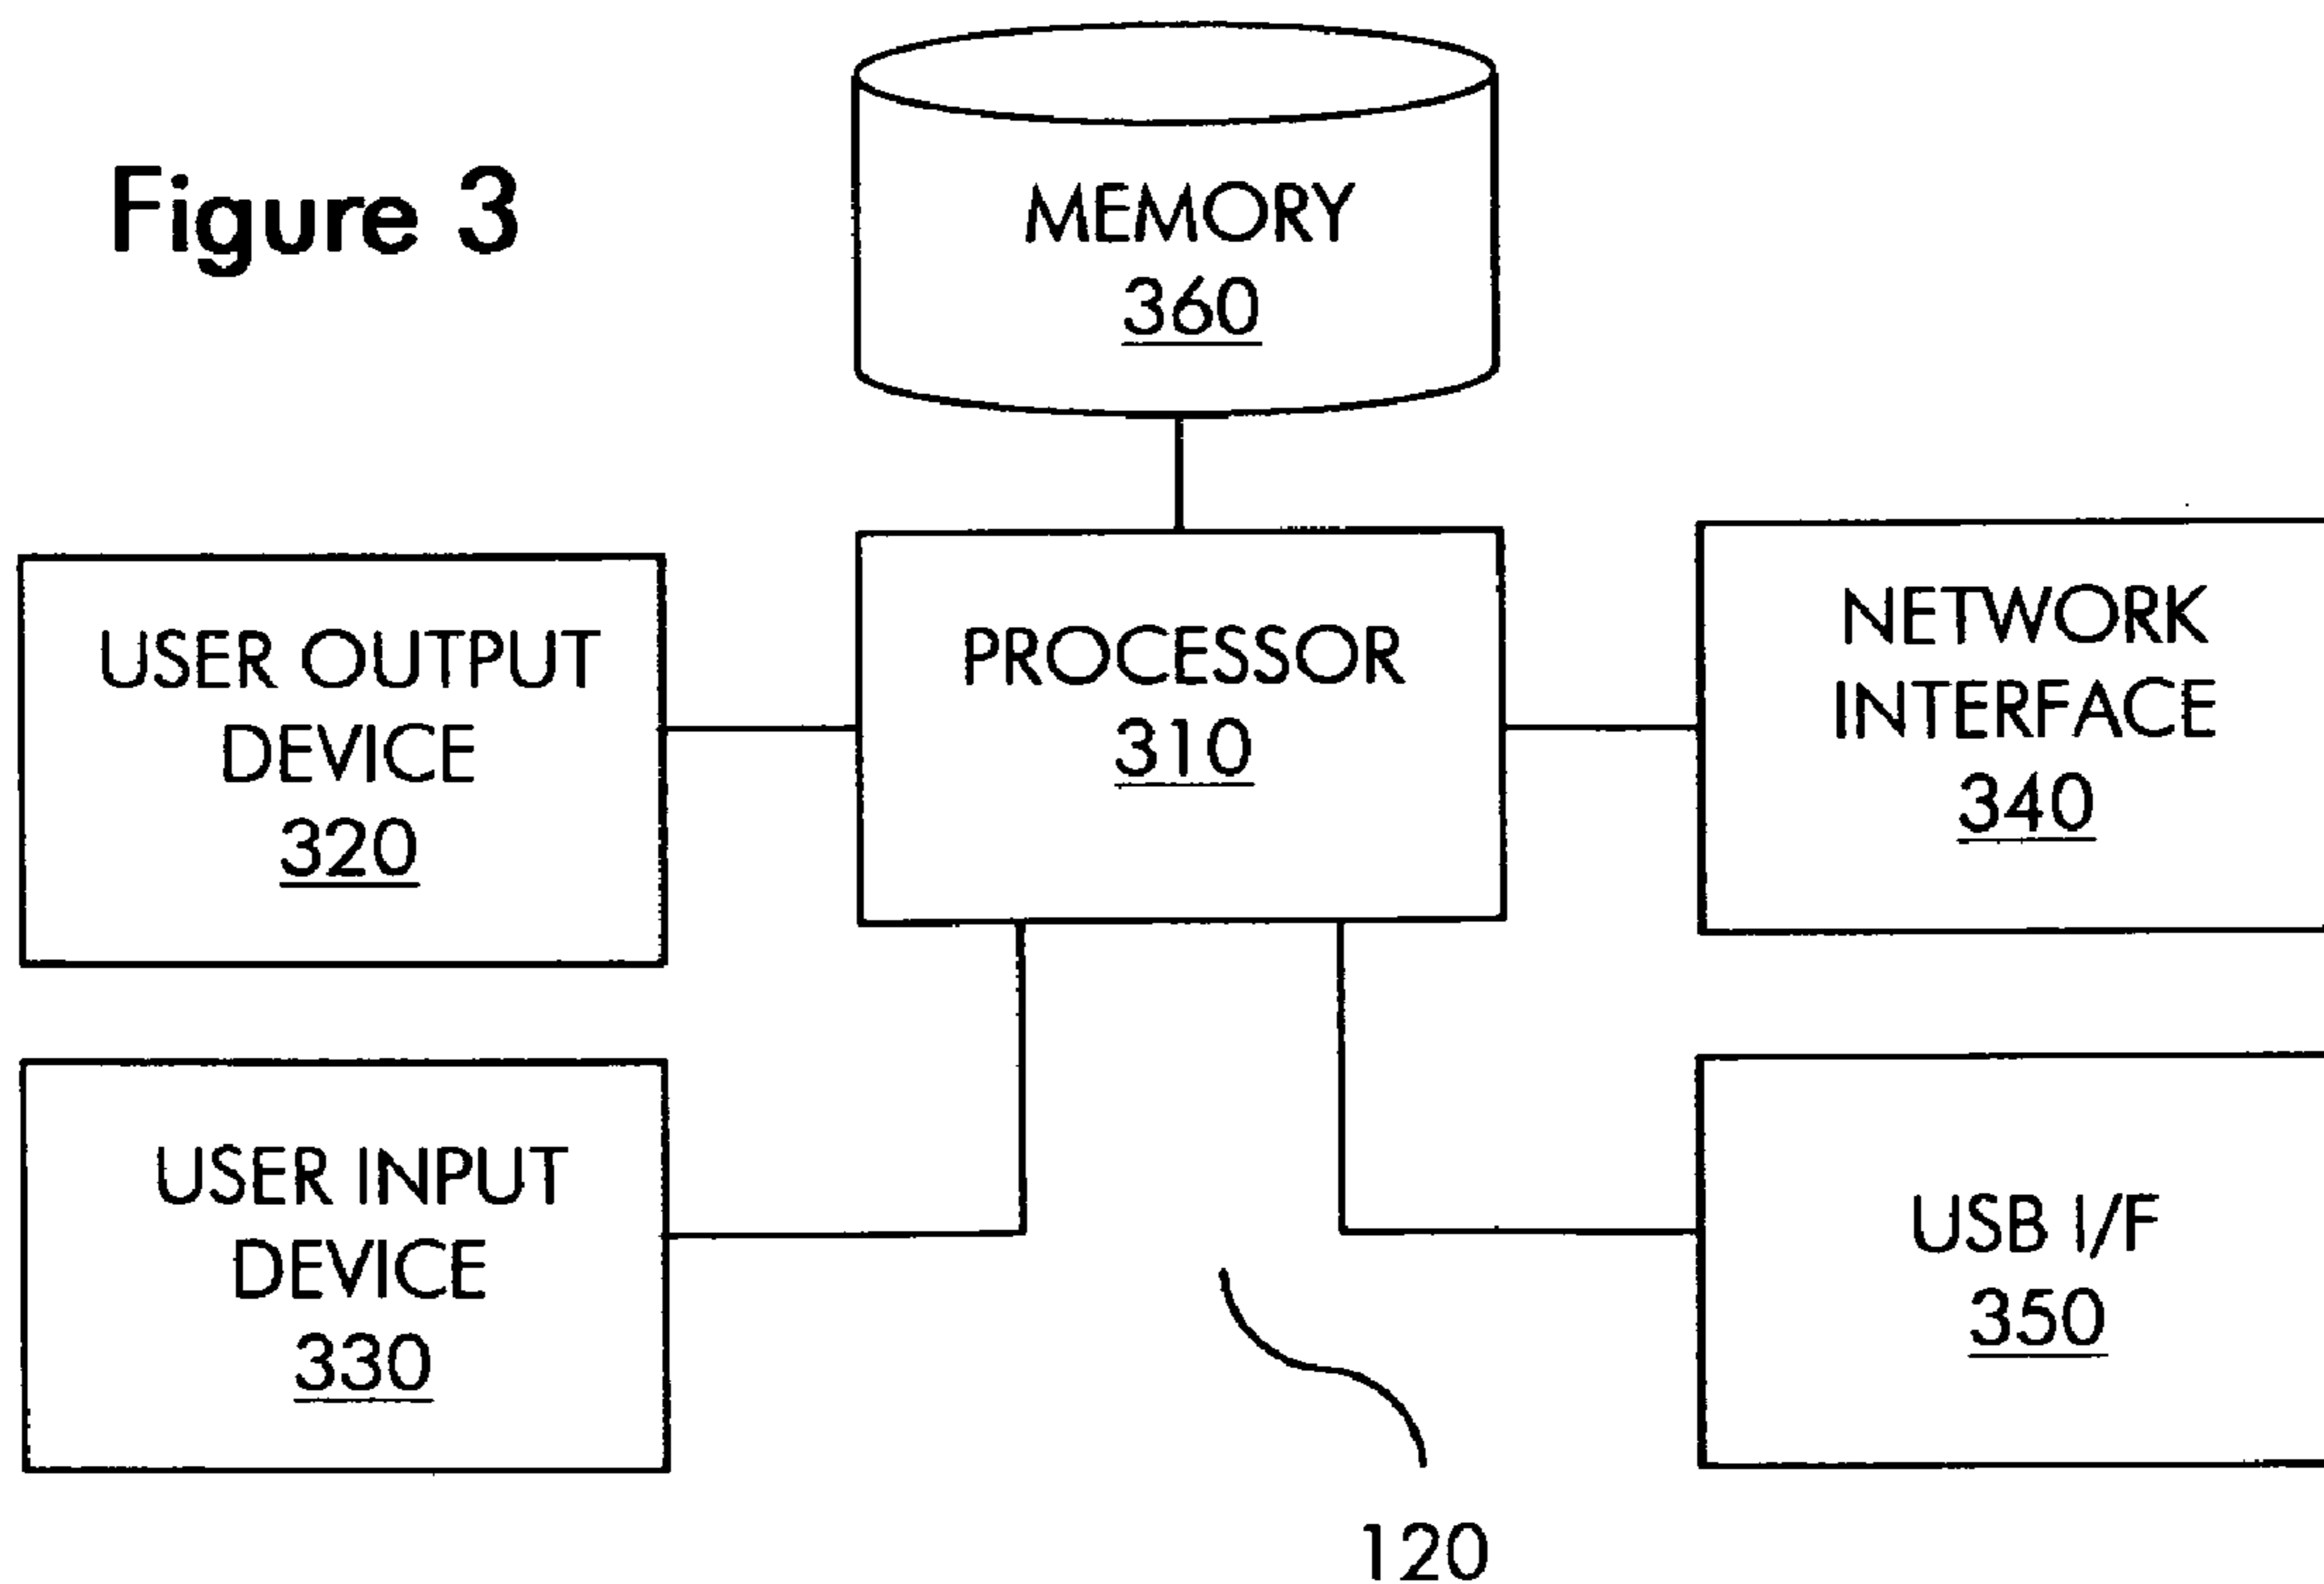 Figure 3
MEMORY
360
USER OUTPUT
DEVICE
320
PROCESSOR
310
NETWORK
INTERFACE
340
USER INPUT
DEVICE
330
USB I/F
350
120